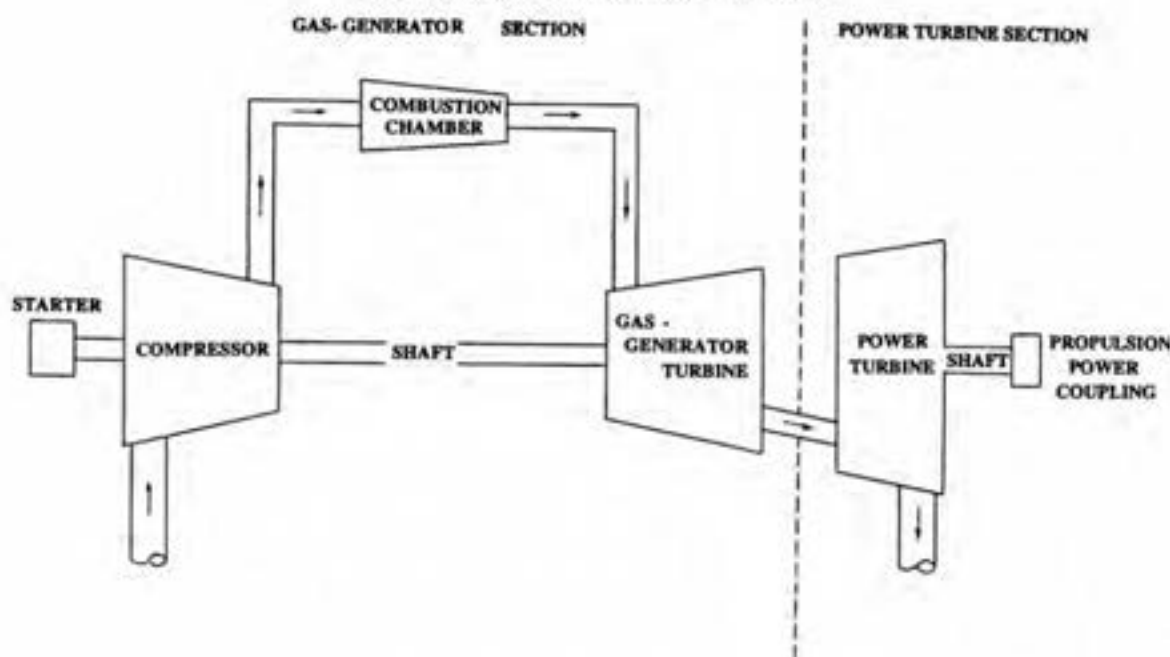 GAS-GENERATOR SECTION
POWER TURBINE SECTION
COMBUSTION
CHAMBER
STARTER
COMPRESSOR
SHAFT
GAS -
GENERATOR
TURBINE
POWER
TURBINE
SHAFT
PROPULSION
POWER
COUPLING